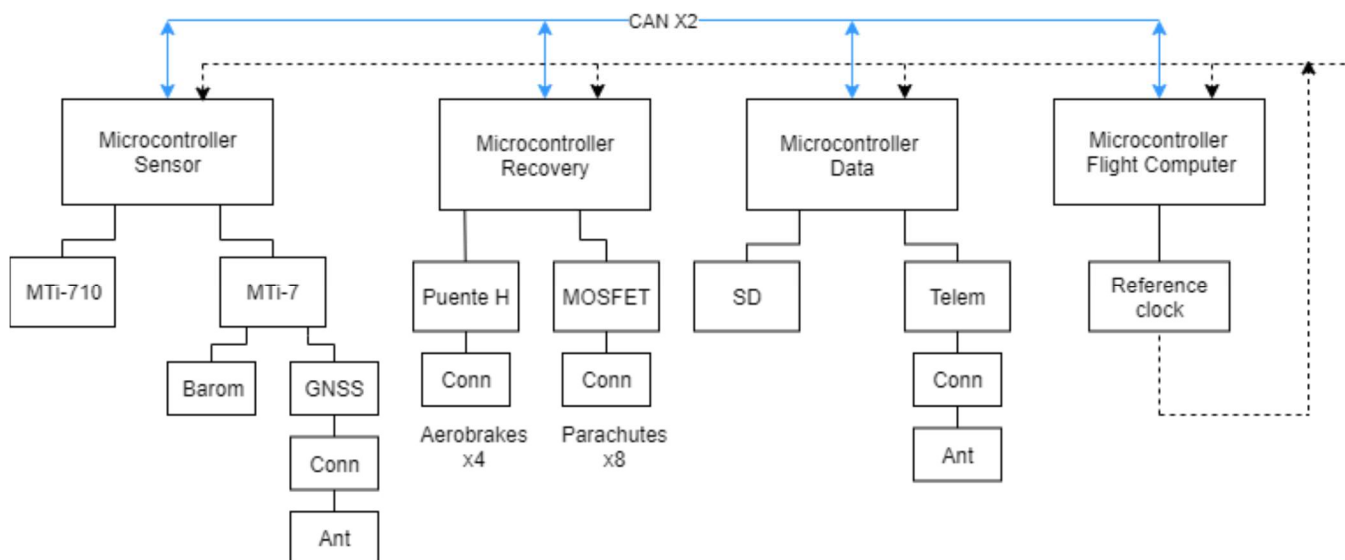 CAN X2
Microcontroller
Sensor
Microcontroller
Recovery
Microcontroller
Data
Microcontroller
Flight Computer
MTi-710
MTi-7
Puente H
MOSFET
SD
Telem
Reference
clock
Barom
GNSS
Conn
Conn
Conn
Aerobrakes
x4
Parachutes
x8
Conn
Ant
Ant